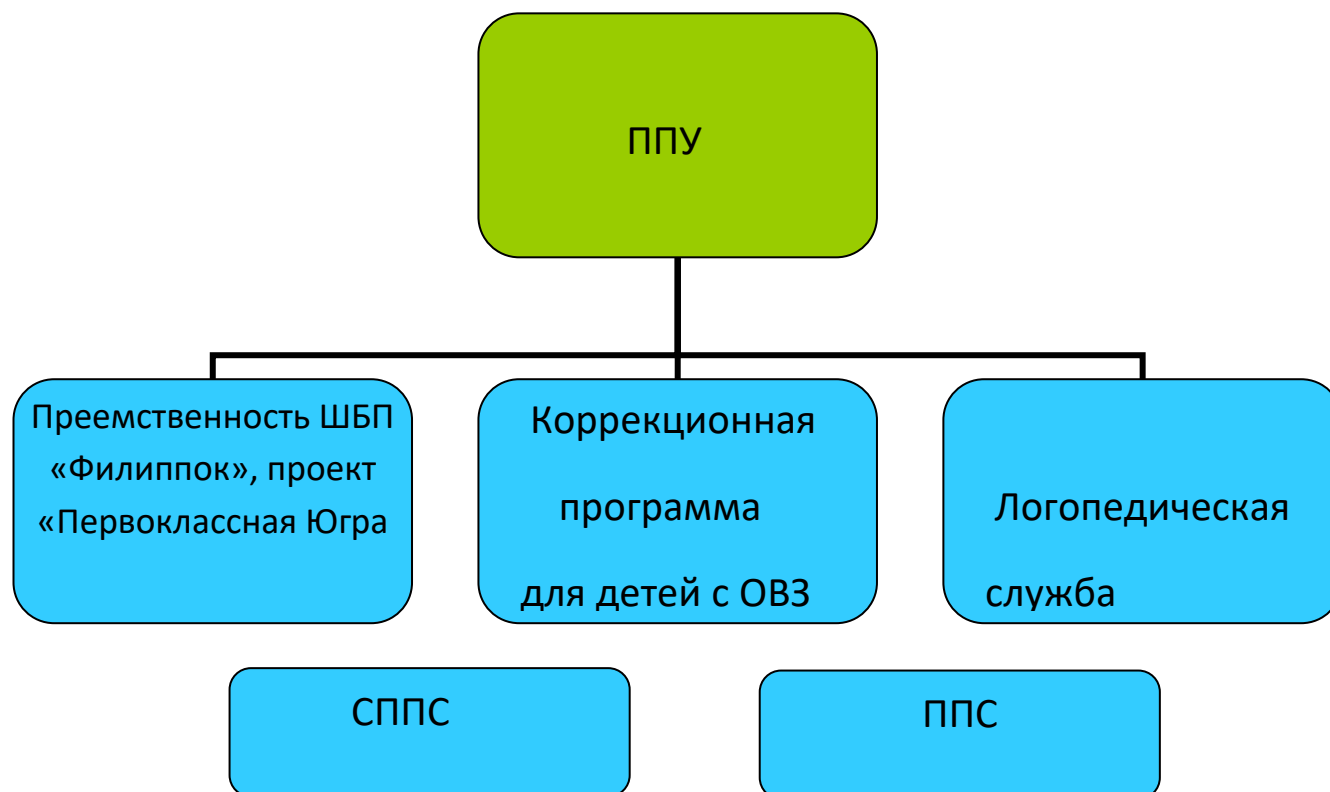 ППУ
Преемственность ШБП
«Филиппок», проект
«Первоклассная Югра
Коррекционная
программа
для детей с ОВЗ
Логопедическая
служба
СППС
ППС